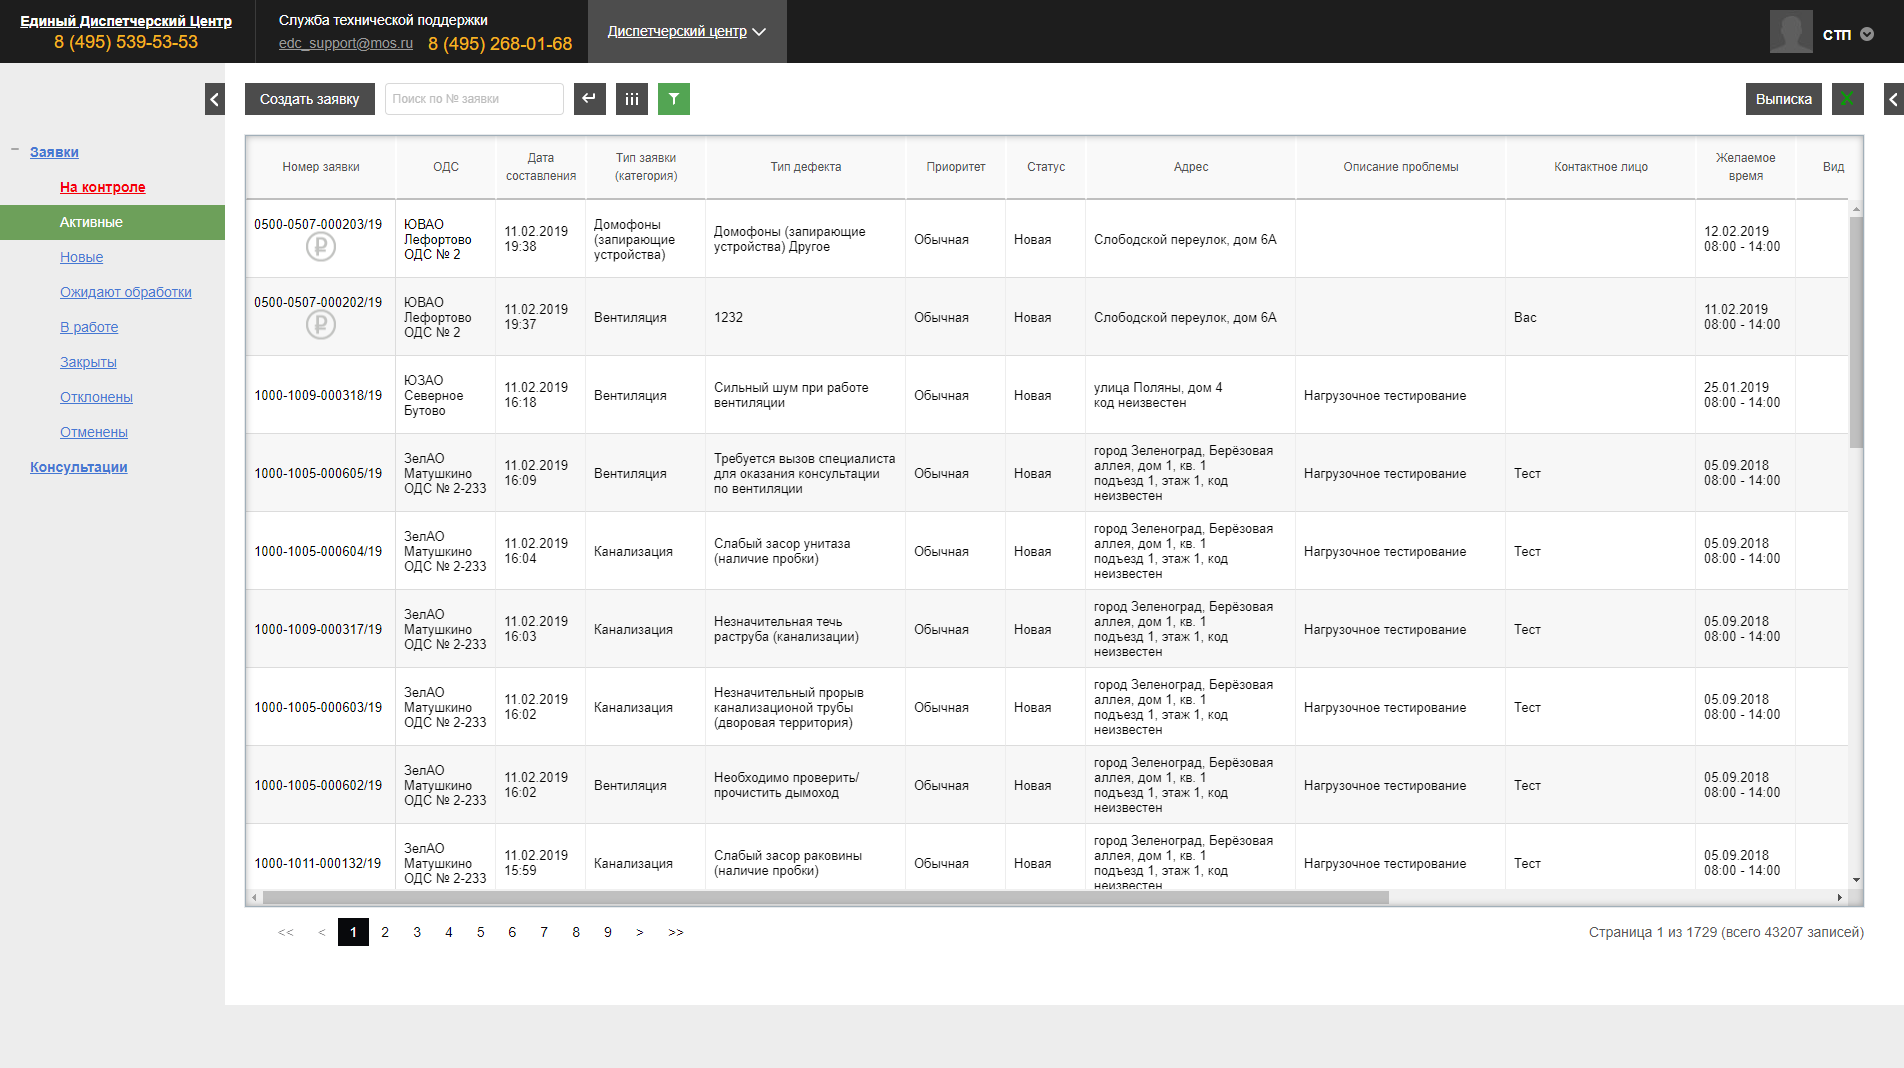 Единый Диспетчерский Центр
8 (495) 539-53-53
Служба технической поддержки
edc_support@mos.ru 8 (495) 268-01-68
Диспетчерский центр
стп
Создать заявку
Поиск по № заявки
Выписка
Заявки
На контроле
Активные
Новые
Ожидают обработки
В работе
Закрыты
Отклонены
Отменены
Консультации
Номер заявки
ОДС
Дата
составления
Тип заявки
(категория)
Тип дефекта
Приоритет
Статус
Адрес
Описание проблемы
Контактное лицо
Желаемое
время
Вид
0500-0507-000203/19
ЮВАО
Лефортово
ОДС № 2
11.02.2019
19:38
Домофоны
(запирающие
устройства)
Домофоны (запирающие
устройства) Другое
Обычная
Новая
Слободской переулок, дом 6А
12.02.2019
08:00 - 14:00
0500-0507-000202/19
ЮВАО
Лефортово
ОДС № 2
11.02.2019
19:37
Вентиляция
1232
Обычная
Новая
Слободской переулок, дом 6А
Вас
11.02.2019
08:00 - 14:00
1000-1009-000318/19
ЮЗАО
Северное
Бутово
11.02.2019
16:18
Вентиляция
Сильный шум при работе
вентиляции
Обычная
Новая
улица Поляны, дом 4
код неизвестен
Нагрузочное тестирование
25.01.2019
08:00 - 14:00
1000-1005-000605/19
ЗелАО
Матушкино
ОДС № 2-233
11.02.2019
16:09
Вентиляция
Требуется вызов специалиста
для оказания консультации
по вентиляции
Обычная
Новая
город Зеленоград, Берёзовая
аллея, дом 1, кв. 1
подъезд 1, этаж 1, код
неизвестен
Нагрузочное тестирование
Тест
05.09.2018
08:00 - 14:00
1000-1005-000604/19
ЗелАО
Матушкино
ОДС № 2-233
11.02.2019
16:04
Канализация
Слабый засор унитаза
(наличие пробки)
Обычная
Новая
город Зеленоград, Берёзовая
аллея, дом 1, кв. 1
подъезд 1, этаж 1, код
неизвестен
Нагрузочное тестирование
Тест
05.09.2018
08:00 - 14:00
1000-1009-000317/19
ЗелАО
Матушкино
ОДС № 2-233
11.02.2019
16:03
Канализация
Незначительная течь
раструба (канализации)
Обычная
Новая
город Зеленоград, Берёзовая
аллея, дом 1, кв. 1
подъезд 1, этаж 1, код
неизвестен
Нагрузочное тестирование
Тест
05.09.2018
08:00 - 14:00
1000-1005-000603/19
ЗелАО
Матушкино
ОДС № 2-233
11.02.2019
16:02
Канализация
Незначительный прорыв
канализационой трубы
(дворовая территория)
Обычная
Новая
город Зеленоград, Берёзовая
аллея, дом 1, кв. 1
подъезд 1, этаж 1, код
неизвестен
Нагрузочное тестирование
Тест
05.09.2018
08:00 - 14:00
1000-1005-000602/19
ЗелАО
Матушкино
ОДС № 2-233
11.02.2019
16:02
Вентиляция
Необходимо проверить/
прочистить дымоход
Обычная
Новая
город Зеленоград, Берёзовая
аллея, дом 1, кв. 1
подъезд 1, этаж 1, код
неизвестен
Нагрузочное тестирование
Тест
05.09.2018
08:00 - 14:00
1000-1011-000132/19
ЗелАО
Матушкино
ОДС № 2-233
11.02.2019
15:59
Канализация
Слабый засор раковины
(наличие пробки)
Обычная
Новая
город Зеленоград, Берёзовая
аллея, дом 1, кв. 1
подъезд 1, этаж 1, код
неизвестен
Нагрузочное тестирование
Тест
05.09.2018
08:00 - 14:00
<< < 1 2 3 4 5 6 7 8 9 > >>
Страница 1 из 1729 (всего 43207 записей)